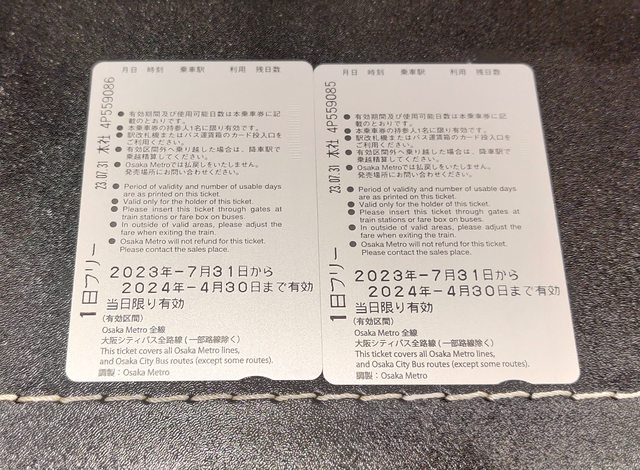 月日 時刻 乗車駅 利用 残日数
● 有効期間及び使用可能日数は本乗車券に記
載のとおりです。
● 本乗車券の持参人1名に限り有効です。
● 駅改札機またはバス運賃箱のカード投入口を
ご利用ください。
● 有効区間外へ乗り越した場合は、降車駅で
乗越精算してください。
● Osaka Metroでは払戻しをいたしません。
発売場所にお問い合わせください。
● Period of validity and number of usable days
are as printed on this ticket.
● Valid only for the holder of this ticket.
● Please insert this ticket through gates at
train stations or fare box on buses.
● In outside of valid areas, please adjust the
fare when exiting the train.
● Osaka Metro will not refund for this ticket.
Please contact the sales place.
23.07.31 本社 4P559086
1日フリー
2023年-7月31日から
2024年-4月30日まで有効
当日限り有効
(有効区間)
Osaka Metro 全線
大阪シティバス全路線(一部路線除く)
This ticket covers all Osaka Metro lines,
and Osaka City Bus routes (except some routes).
調製:Osaka Metro
月日 時刻 乗車駅 利用 残日数
● 有効期間及び使用可能日数は本乗車券に記
載のとおりです。
● 本乗車券の持参人1名に限り有効です。
● 駅改札機またはバス運賃箱のカード投入口を
ご利用ください。
● 有効区間外へ乗り越した場合は、降車駅で
乗越精算してください。
● Osaka Metroでは払戻しをいたしません。
発売場所にお問い合わせください。
● Period of validity and number of usable days
are as printed on this ticket.
● Valid only for the holder of this ticket.
● Please insert this ticket through gates at
train stations or fare box on buses.
● In outside of valid areas, please adjust the
fare when exiting the train.
● Osaka Metro will not refund for this ticket.
Please contact the sales place.
23.07.31 本社 4P559085
1日フリー
2023年-7月31日から
2024年-4月30日まで有効
当日限り有効
(有効区間)
Osaka Metro 全線
大阪シティバス全路線(一部路線除く)
This ticket covers all Osaka Metro lines,
and Osaka City Bus routes (except some routes).
調製:Osaka Metro